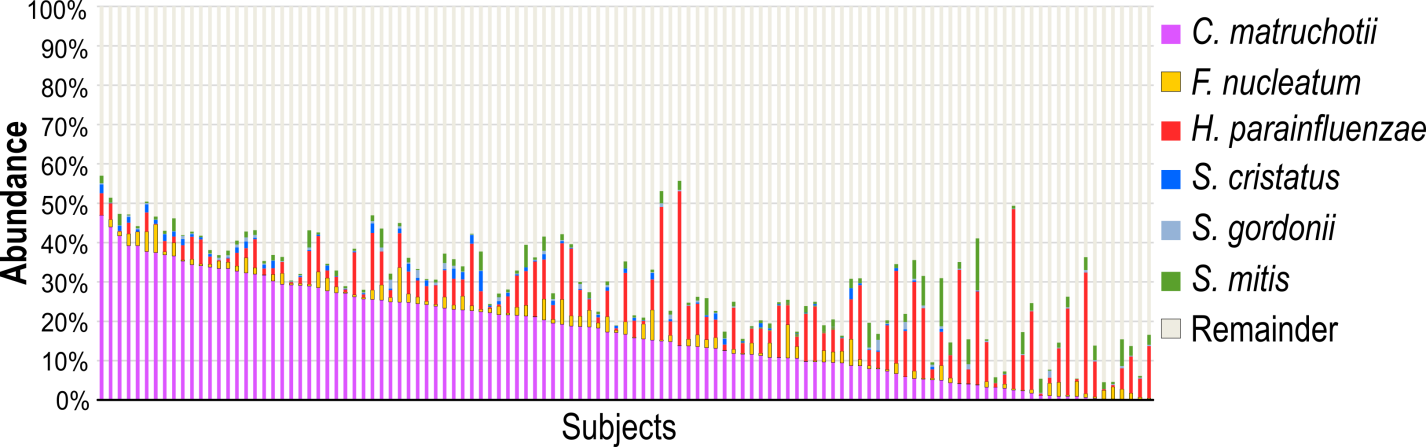 100%
90%
80%
70%
60%
50%
40%
30%
20%
10%
0%
Abundance
Subjects
C. matruchotii
F. nucleatum
H. parainfluenzae
S. cristatus
S. gordonii
S. mitis
Remainder